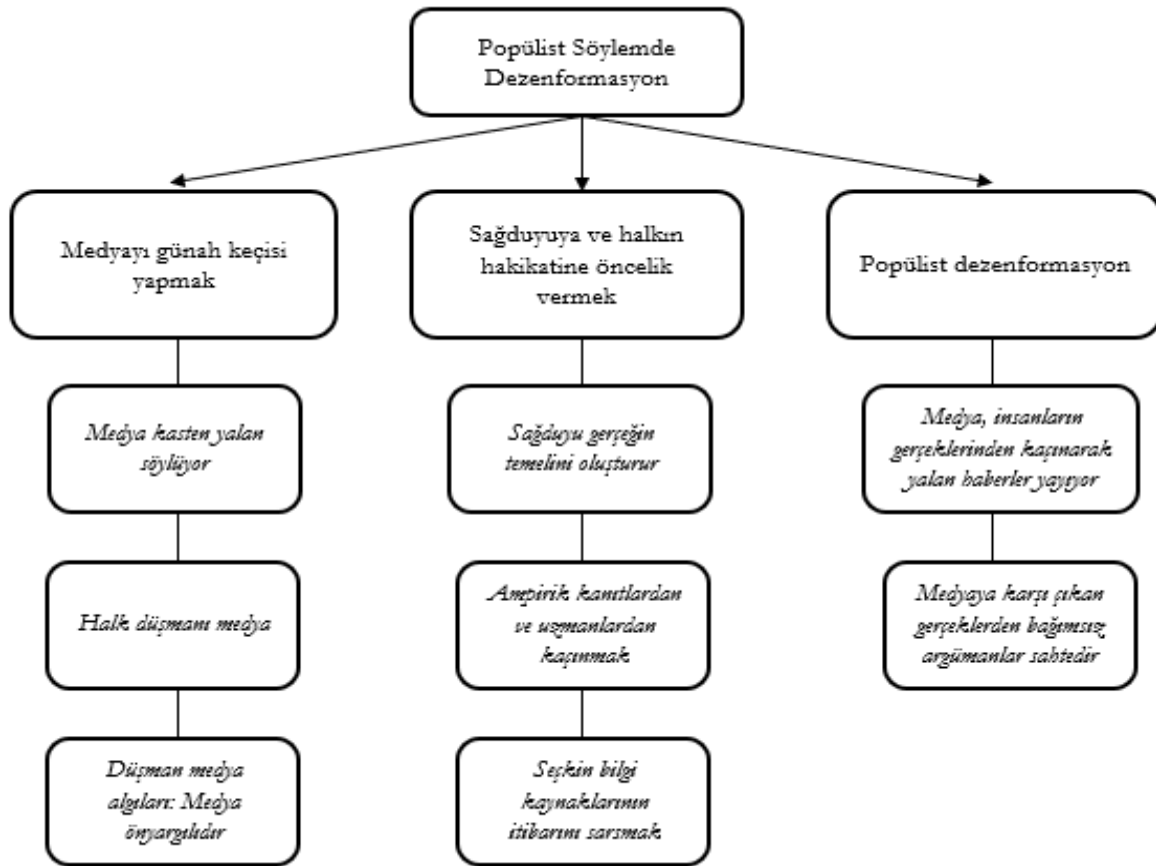 Popülist Söylemde
Dezenformasyon
Medyayı günah keçisi
yapmak
Sağduyuya ve halkın
hakikatine öncelik
vermek
Popülist dezenformasyon
Medya kasten yalan
söylüyor
Sağduyu gerçeğin
temelini oluşturur
Medya, insanların
gerçeklerinden kaçınarak
yalan haberler yayıyor
Halk düşmanı medya
Ampirik kanıtlardan
ve uzmanlardan
kaçınmak
Medyaya karşı çıkan
gerçeklerden bağımsız
argümanlar sahtedir
Düşman medya
algıları: Medya
önyargılıdır
Seçkin bilgi
kaynaklarının
itibarını sarsmak